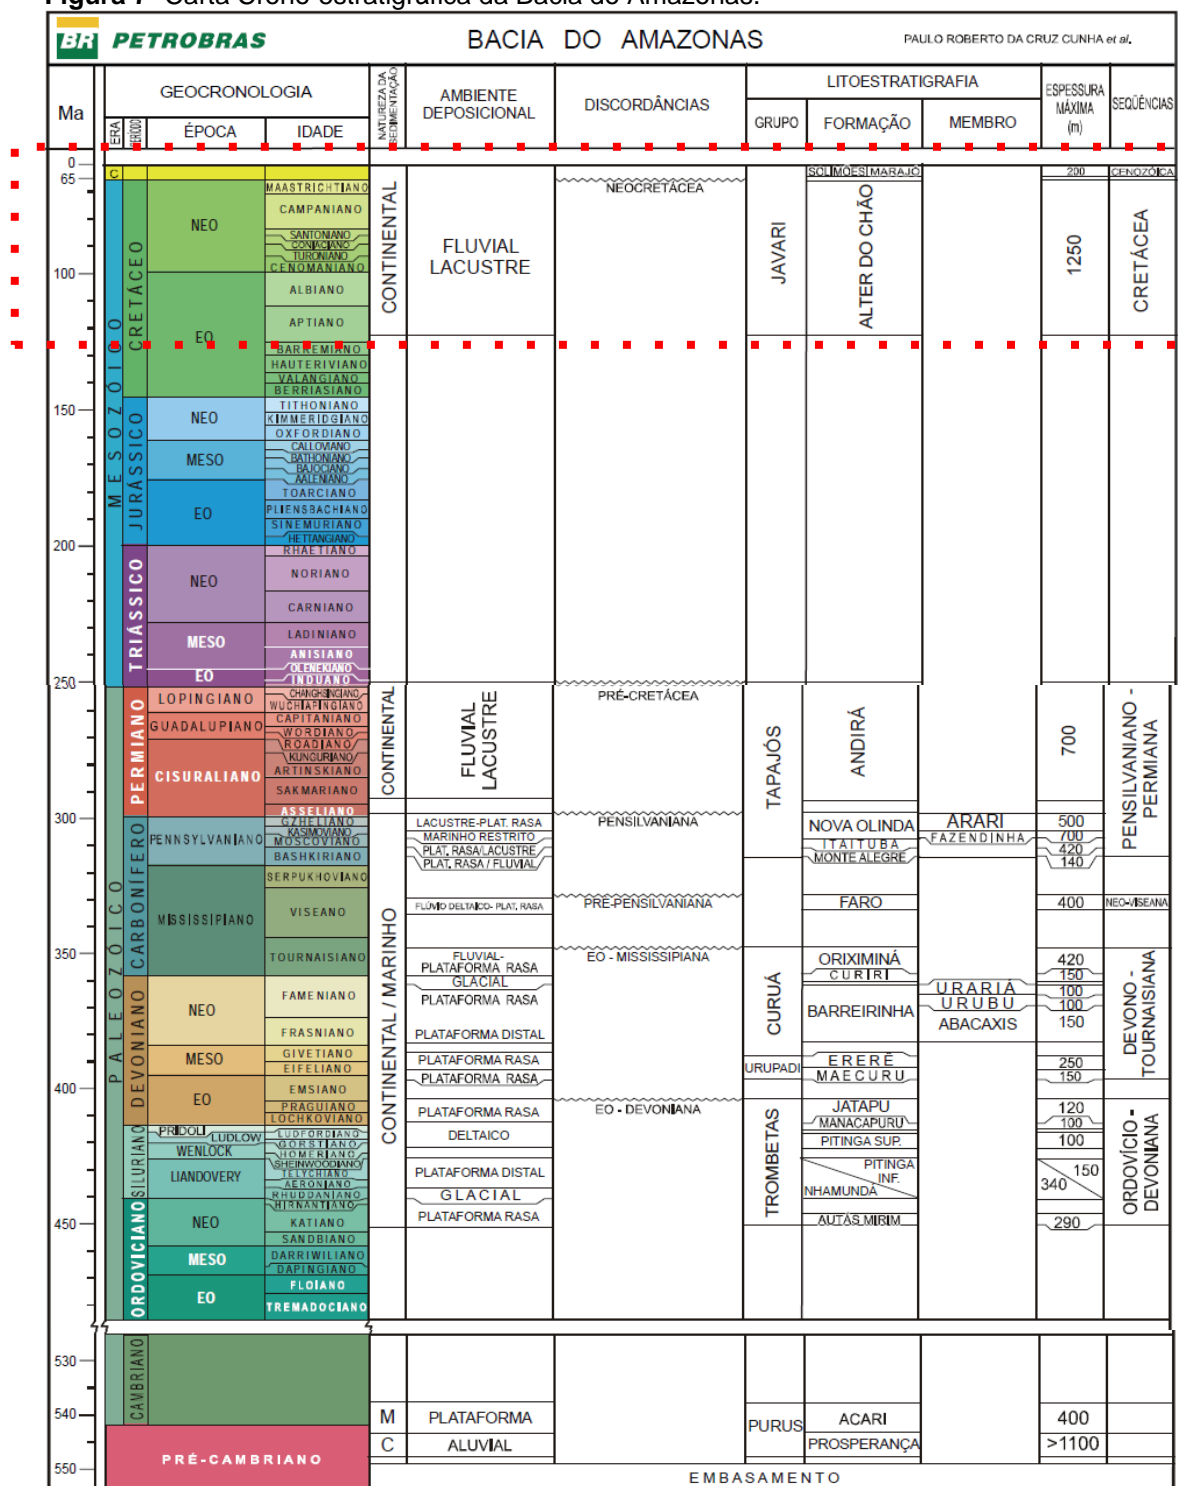 Figura 7- Carta Crono-estratigráfica da Bacia do Amazonas.
BR PETROBRAS BACIA DO AMAZONAS PAULO ROBERTO DA CRUZ CUNHA et al.
Ma
GEOCRONOLOGIA
ERA
PERÍODO
ÉPOCA
IDADE
NATUREZA DA SEDIMENTAÇÃO
AMBIENTE
DEPOSICIONAL
DISCORDÂNCIAS
LITOESTRATIGRAFIA
GRUPO
FORMAÇÃO
MEMBRO
ESPESSURA
MÁXIMA
(m)
SEQÜÊNCIAS
0
65
100
150
200
250
300
350
400
450
530
540
550
C
MESOZÓICO
PALEOZÓICO
CRETÁCEO
JURÁSSICO
TRIÁSSICO
PERMIANO
CARBONÍFERO
DEVONIANO
SILURIANO
ORDOVICIANO
CAMBRIANO
PRÉ-CAMBRIANO
NEO
EO
NEO
MESO
EO
NEO
MESO
EO
LOPINGIANO
GUADALUPIANO
CISURALIANO
PENNSYLVANIANO
MISSISSIPIANO
NEO
MESO
EO
PRIDOLI
LUDLOW
WENLOCK
LIANDOVERY
NEO
MESO
EO
MAASTRICHTIANO
CAMPANIANO
SANTONIANO
CONIACIANO
TURONIANO
CENOMANIANO
ALBIANO
APTIANO
BARREMIANO
HAUTERIVIANO
VALANGIANO
BERRIASIANO
TITHONIANO
KIMMERIDGIANO
OXFORDIANO
CALLOVIANO
BATHONIANO
BAJOCIANO
AALENIANO
TOARCIANO
PLIENSBACHIANO
SINEMURIANO
HETTANGIANO
RHAETIANO
NORIANO
CARNIANO
LADINIANO
ANISIANO
OLENEKIANO
INDUANO
CHANGHSINGIANO
WUCHIAPINGIANO
CAPITANIANO
WORDIANO
ROADIANO
KUNGURIANO
ARTINSKIANO
SAKMARIANO
ASSELIANO
GZHELIANO
KASIMOVIANO
MOSCOVIANO
BASHKIRIANO
SERPUKHOVIANO
VISEANO
TOURNAISIANO
FAMENIANO
FRASNIANO
GIVETIANO
EIFELIANO
EMSIANO
PRAGUIANO
LOCHKOVIANO
LUDFORDIANO
GORSTIANO
HOMERIANO
SHEINWOODIANO
TELYCHIANO
AERONIANO
RHUDDANIANO
HIRNANTIANO
KATIANO
SANDBIANO
DARRIWILIANO
DAPINGIANO
FLOIANO
TREMADOCIANO
CONTINENTAL
CONTINENTAL
CONTINENTAL / MARINHO
M
C
FLUVIAL
LACUSTRE
FLUVIAL
LACUSTRE
LACUSTRE-PLAT. RASA
MARINHO RESTRITO
PLAT. RASA/LACUSTRE
PLAT. RASA / FLUVIAL
FLÚVIO DELTAICO- PLAT. RASA
FLUVIAL-
PLATAFORMA RASA
GLACIAL
PLATAFORMA RASA
PLATAFORMA DISTAL
PLATAFORMA RASA
PLATAFORMA RASA
PLATAFORMA RASA
DELTAICO
PLATAFORMA DISTAL
GLACIAL
PLATAFORMA RASA
PLATAFORMA
ALUVIAL
NEOCRETÁCEA
PRÉ-CRETÁCEA
PENSILVANIANA
PRÉ-PENSILVANIANA
EO - MISSISSIPIANA
EO - DEVONIANA
JAVARI
TAPAJÓS
CURUÁ
URUPADI
TROMBETAS
PURUS
SOLIMÕES/ MARAJÓ
ALTER DO CHÃO
ANDIRÁ
NOVA OLINDA
ITAITUBA
MONTE ALEGRE
FARO
ORIXIMINÁ
CURIRI
BARREIRINHA
ERERÊ
MAECURU
JATAPU
MANACAPURU
PITINGA SUP.
PITINGA
INF.
NHAMUNDÁ
AUTÁS MIRIM
ACARI
PROSPERANÇA
ARARI
FAZENDINHA
URARIÁ
URUBU
ABACAXIS
200
1250
700
500
700
420
140
400
420
150
100
100
150
250
150
120
100
100
150
340
290
400
>1100
CENOZÓICA
CRETÁCEA
PENSILVANIANO -
PERMIANA
NEO-VISEANA
DEVONO -
TOURNAISIANA
ORDOVÍCIO -
DEVONIANA
EMBASAMENTO